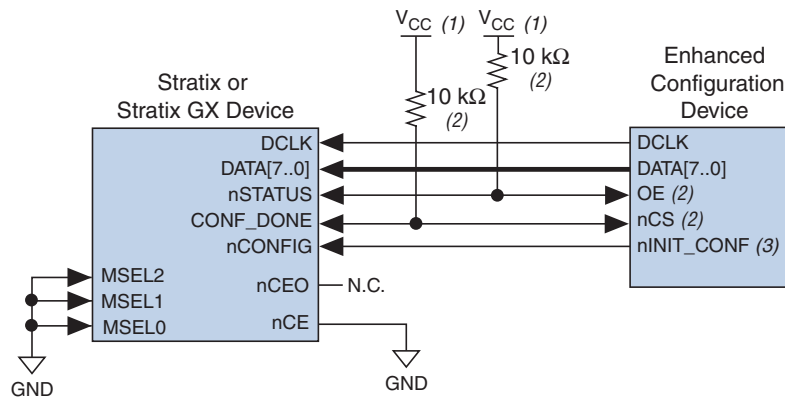 V_CC (1)
V_CC (1)
10 kΩ
(2)
10 kΩ
(2)
Stratix or
Stratix GX Device
Enhanced
Configuration
Device
DCLK
DCLK
DATA[7..0]
DATA[7..0]
nSTATUS
OE (2)
CONF_DONE
nCS (2)
nCONFIG
nINIT_CONF (3)
MSEL2
nCEO
N.C.
MSEL1
MSEL0
nCE
GND
GND